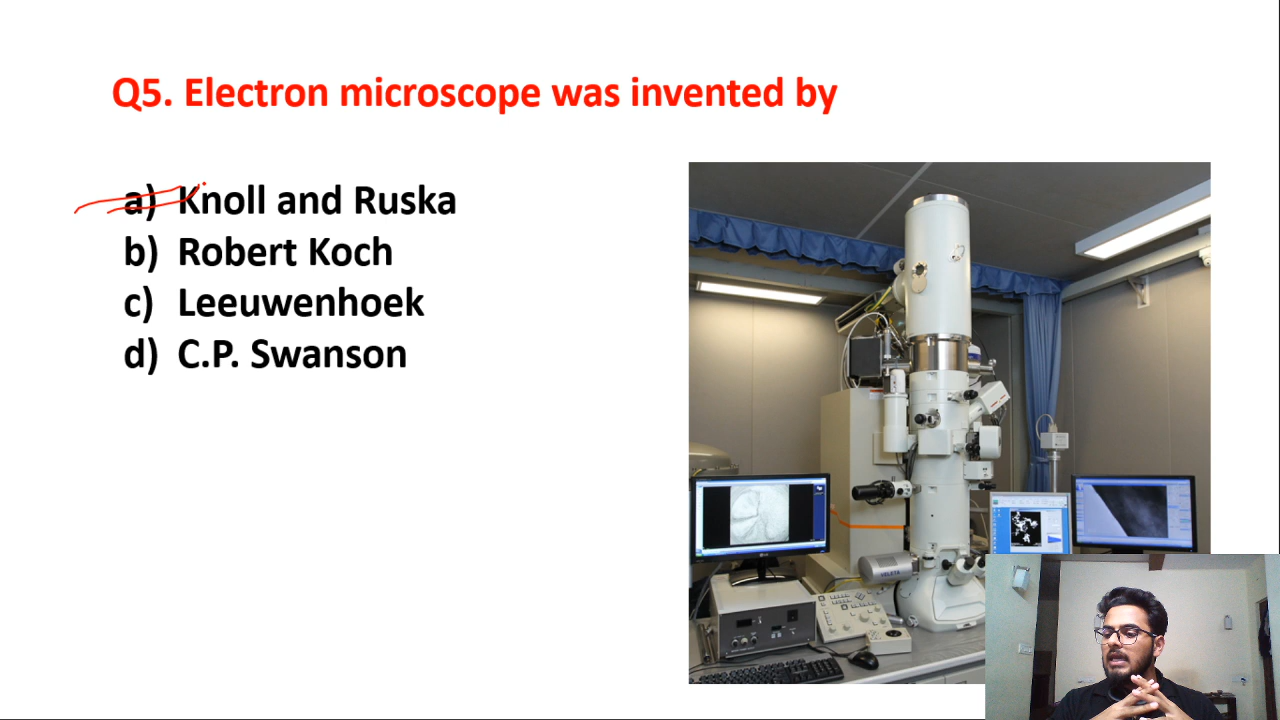 Q5. Electron microscope was invented by
a) Knoll and Ruska
b) Robert Koch
c) Leeuwenhoek
d) C.P. Swanson